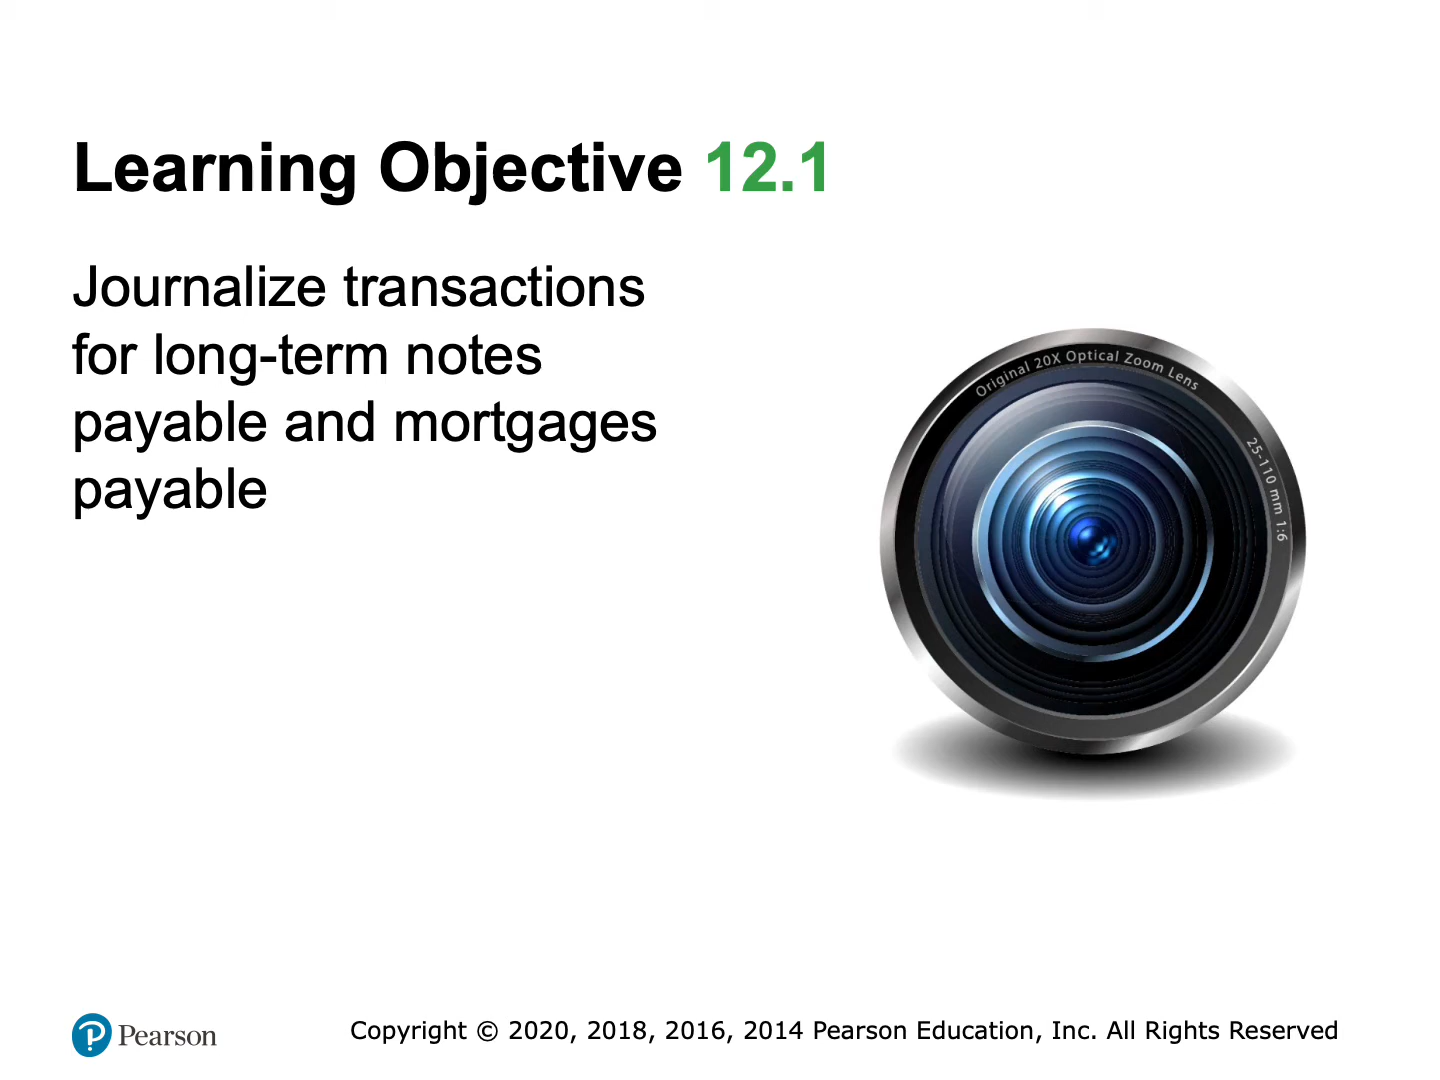 Learning Objective 12.1
Journalize transactions
for long-term notes
payable and mortgages
payable
Original 20X Optical Zoom Lens
25-110 mm 1:6
Pearson
Copyright © 2020, 2018, 2016, 2014 Pearson Education, Inc. All Rights Reserved